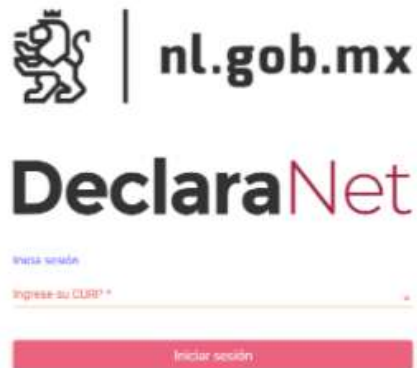 nl.gob.mx
DeclaraNet
Inicia sesión
Ingrese su CURP *
Iniciar sesión